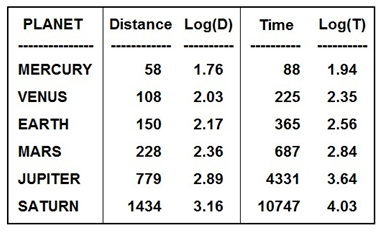 PLANET Distance Log(D) Time Log(T)
--------------- ------------ ---------- ------------ ----------
MERCURY 58 1.76 88 1.94
VENUS 108 2.03 225 2.35
EARTH 150 2.17 365 2.56
MARS 228 2.36 687 2.84
JUPITER 779 2.89 4331 3.64
SATURN 1434 3.16 10747 4.03